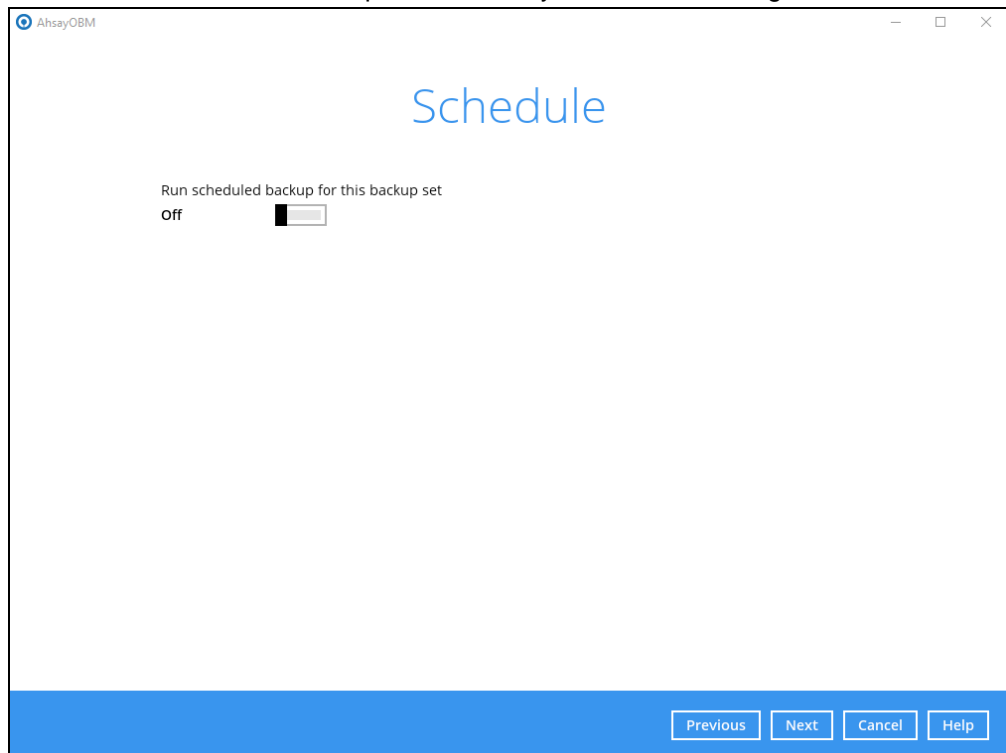 AhsayOBM
Schedule
Run scheduled backup for this backup set
Off
Previous Next Cancel Help